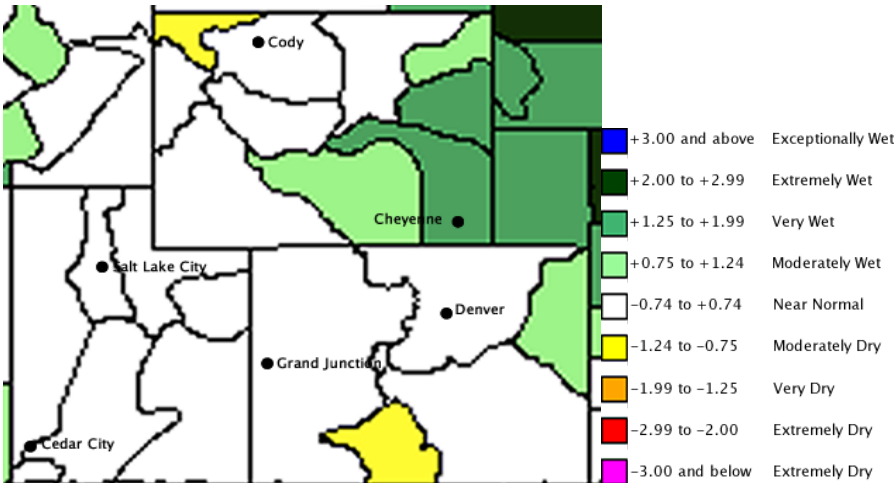 Cody
Cheyenne
Salt Lake City
Denver
Grand Junction
Cedar City
+3.00 and above Exceptionally Wet
+2.00 to +2.99 Extremely Wet
+1.25 to +1.99 Very Wet
+0.75 to +1.24 Moderately Wet
-0.74 to +0.74 Near Normal
-1.24 to -0.75 Moderately Dry
-1.99 to -1.25 Very Dry
-2.99 to -2.00 Extremely Dry
-3.00 and below Extremely Dry